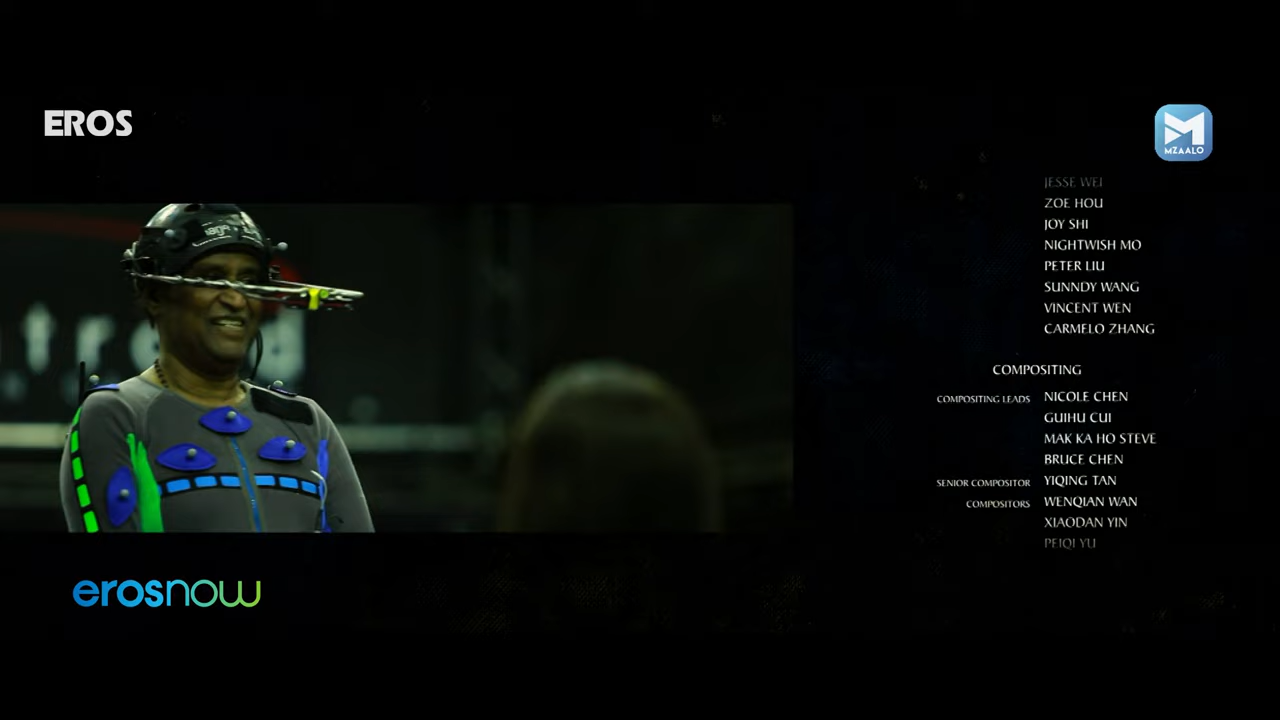 EROS
MZAALO
JESSE WEI
ZOE HOU
JOY SHI
NIGHTWISH MO
PETER LIU
SUNNDY WANG
VINCENT WEN
CARMELO ZHANG
COMPOSITING
COMPOSITING LEADS NICOLE CHEN
GUIHU CUI
MAK KA HO STEVE
BRUCE CHEN
SENIOR COMPOSITOR YIQING TAN
COMPOSITORS WENQIAN WAN
XIAODAN YIN
PEIQI YU
erosnow